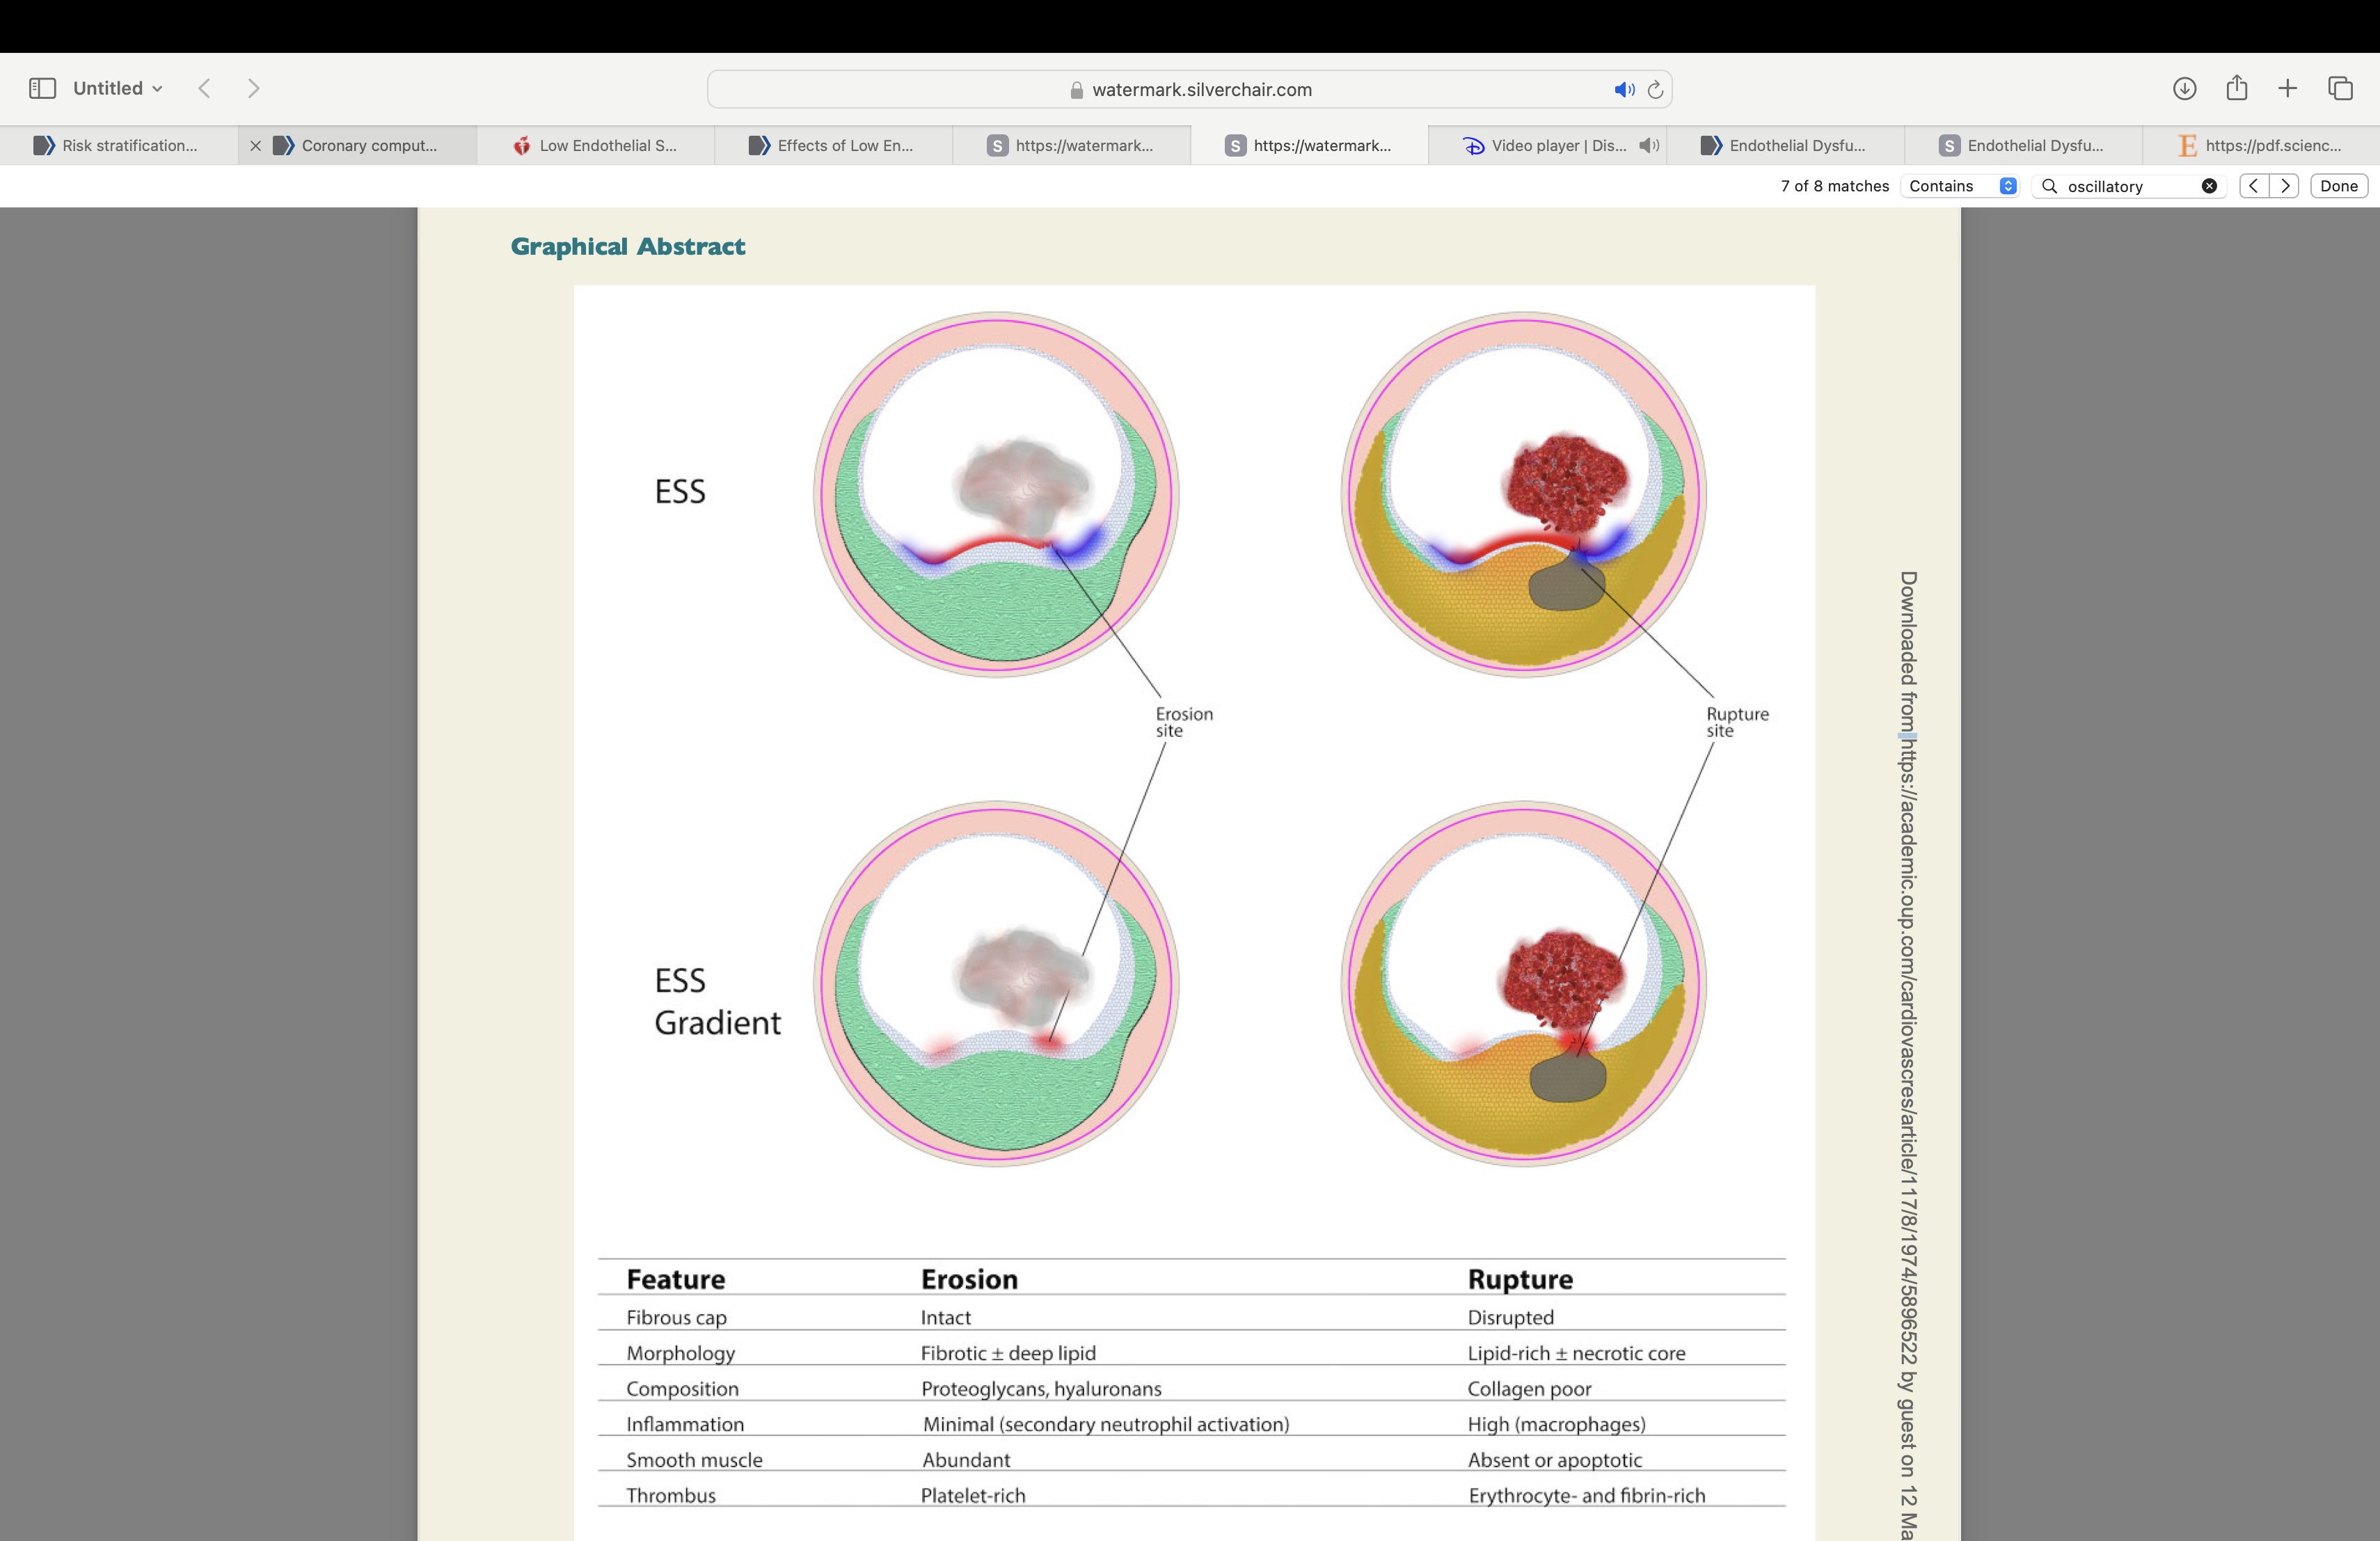 Untitled
watermark.silverchair.com
Risk stratification...
Coronary comput...
Low Endothelial S...
Effects of Low En...
S https://watermark...
S https://watermark...
Video player | Dis...
Endothelial Dysfu...
S Endothelial Dysfu...
E https://pdf.scienc...
7 of 8 matches
Contains
oscillatory
Done
Graphical Abstract
ESS
Erosion
site
Rupture
site
ESS
Gradient
Feature Erosion Rupture
Fibrous cap Intact Disrupted
Morphology Fibrotic ± deep lipid Lipid-rich ± necrotic core
Composition Proteoglycans, hyaluronans Collagen poor
Inflammation Minimal (secondary neutrophil activation) High (macrophages)
Smooth muscle Abundant Absent or apoptotic
Thrombus Platelet-rich Erythrocyte- and fibrin-rich
Downloaded from https://academic.oup.com/cardiovascres/article/117/8/1974/5896522 by guest on 12 Ma